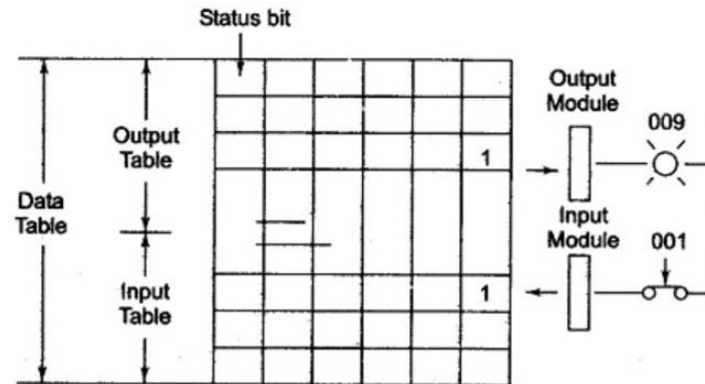 Status bit
Output
Module
009
Output
Table
1
Data
Table
Input
Module
001
Input
Table
1